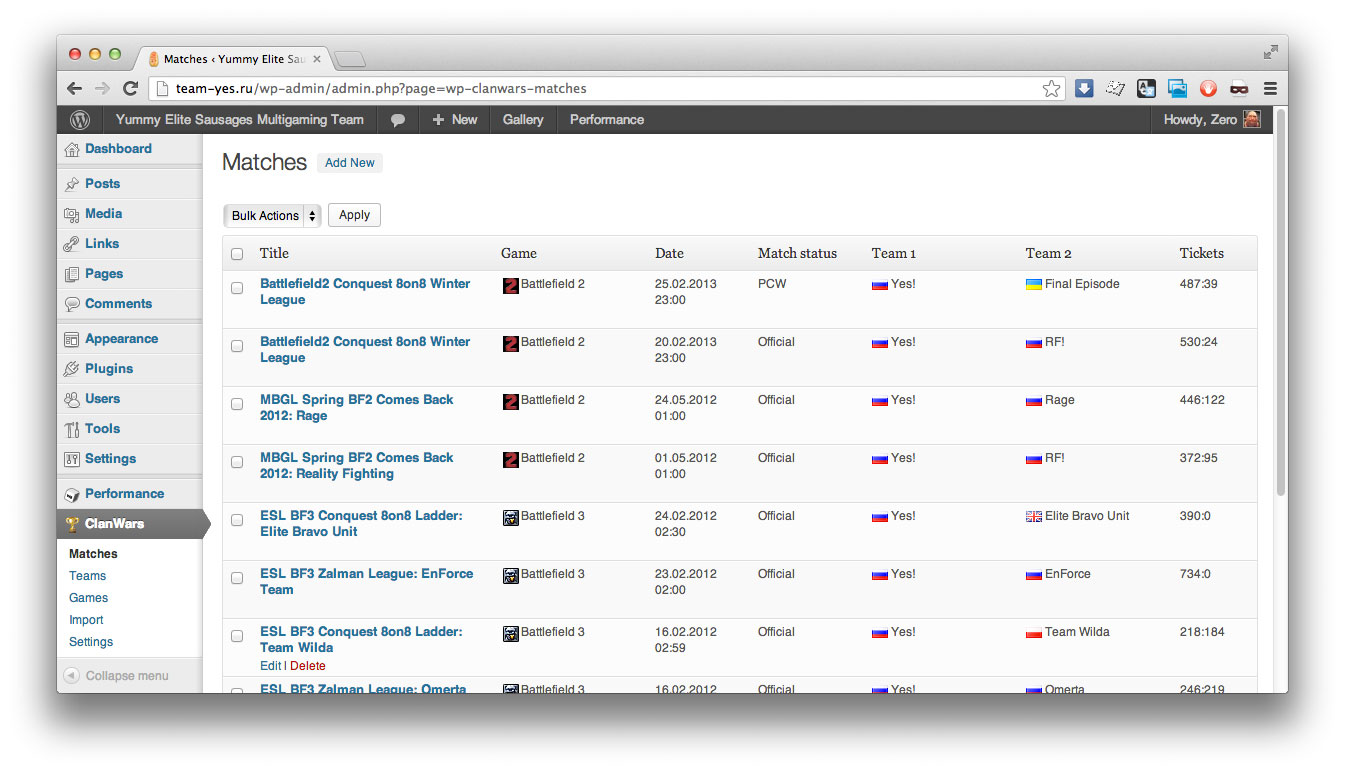 Matches ‹ Yummy Elite Sau
team-yes.ru/wp-admin/admin.php?page=wp-clanwars-matches
Yummy Elite Sausages Multigaming Team
New
Gallery
Performance
Howdy, Zero
Dashboard
Posts
Media
Links
Pages
Comments
Appearance
Plugins
Users
Tools
Settings
Performance
ClanWars
Matches
Teams
Games
Import
Settings
Collapse menu
Matches Add New
Bulk Actions Apply
Title Game Date Match status Team 1 Team 2 Tickets
Battlefield2 Conquest 8on8 Winter Battlefield 2 25.02.2013 PCW Yes! Final Episode 487:39
League 23:00
Battlefield2 Conquest 8on8 Winter Battlefield 2 20.02.2013 Official Yes! RF! 530:24
League 23:00
MBGL Spring BF2 Comes Back Battlefield 2 24.05.2012 Official Yes! Rage 446:122
2012: Rage 01:00
MBGL Spring BF2 Comes Back Battlefield 2 01.05.2012 Official Yes! RF! 372:95
2012: Reality Fighting 01:00
ESL BF3 Conquest 8on8 Ladder: Battlefield 3 24.02.2012 Official Yes! Elite Bravo Unit 390:0
Elite Bravo Unit 02:30
ESL BF3 Zalman League: EnForce Battlefield 3 23.02.2012 Official Yes! EnForce 734:0
Team 02:00
ESL BF3 Conquest 8on8 Ladder: Battlefield 3 16.02.2012 Official Yes! Team Wilda 218:184
Team Wilda 02:59
Edit | Delete
ESL BF3 Zalman League: Omerta Battlefield 3 16.02.2012 Official Yes! Omerta 246:219